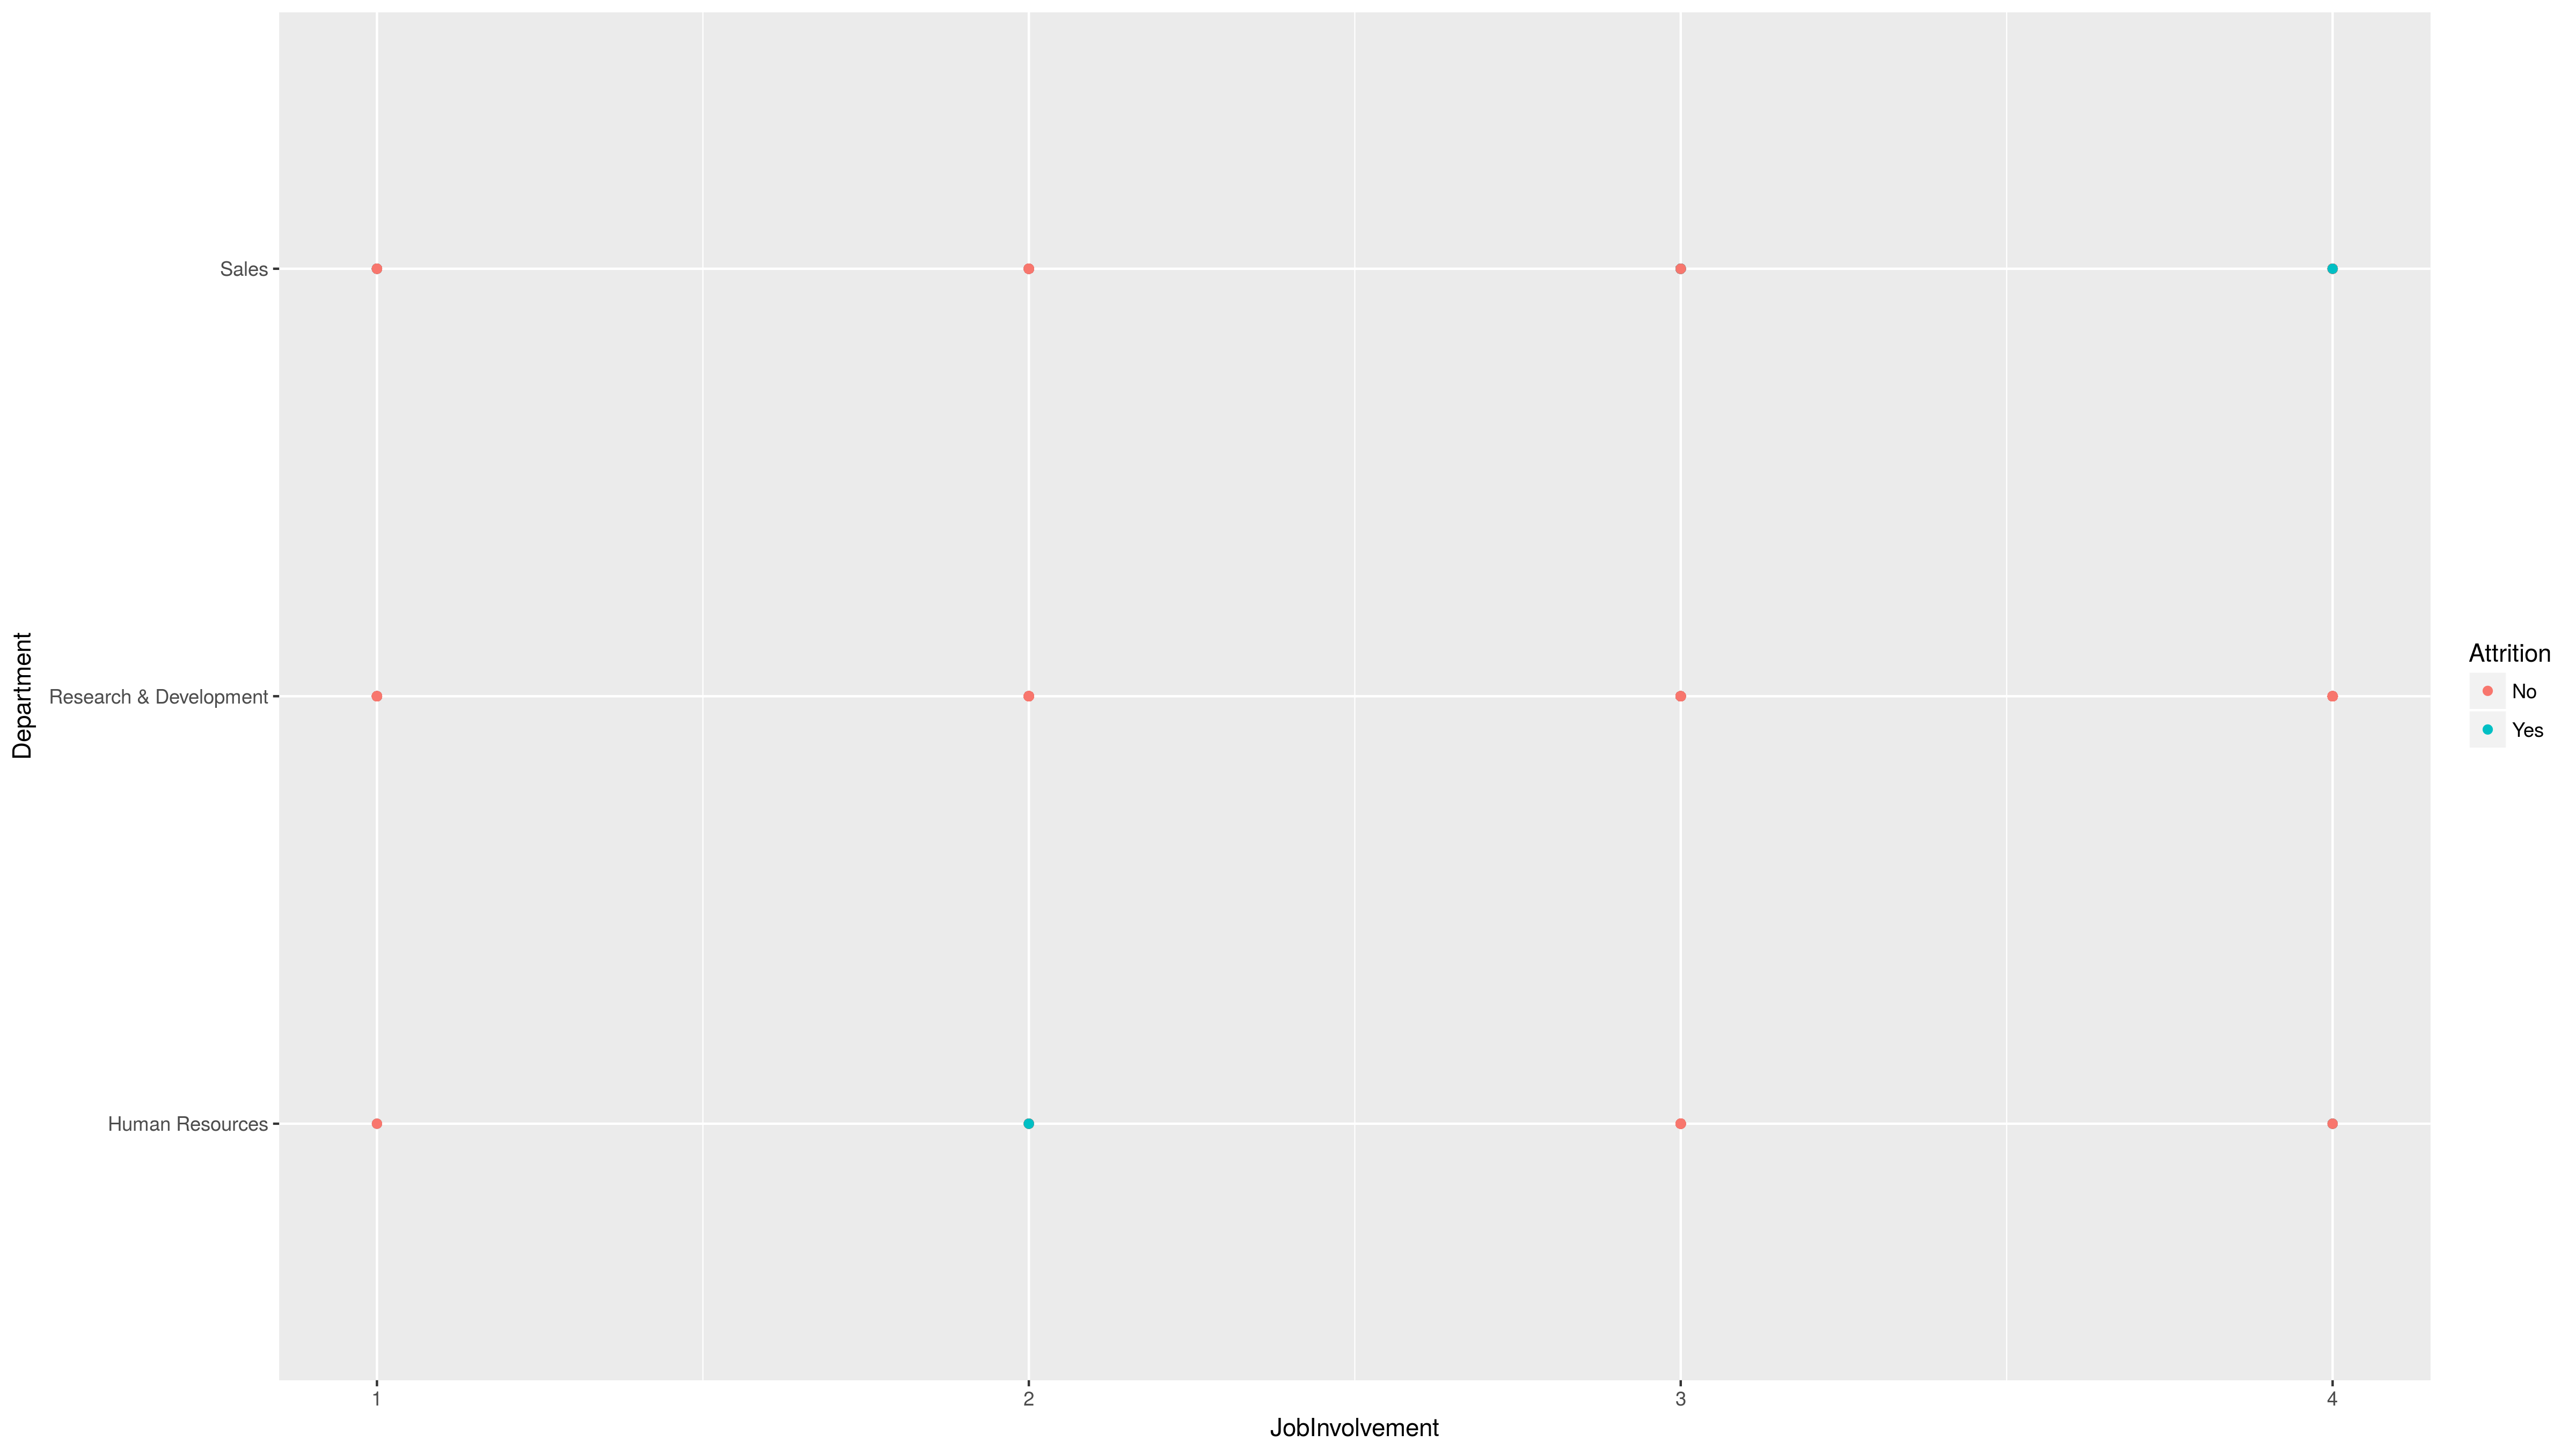 Sales
Research & Development
Human Resources
Department
1 2 3 4
JobInvolvement
Attrition
No
Yes